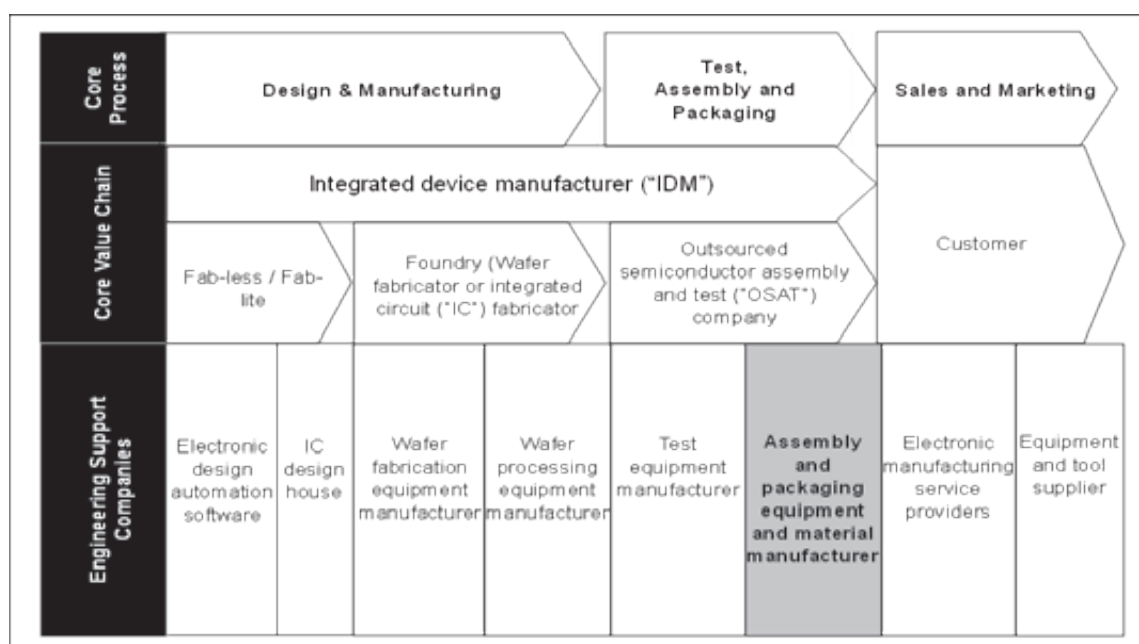 Core
Process
Design & Manufacturing
Test,
Assembly and
Packaging
Sales and Marketing
Core Value Chain
Integrated device manufacturer ("IDM")
Fab-less / Fab-
lite
Foundry (Wafer
fabricator or integrated
circuit ("IC") fabricator
Outsourced
semiconductor assembly
and test ("OSAT")
company
Customer
Engineering Support
Companies
Electronic
design
automation
software
IC
design
house
Wafer
fabrication
equipment
manufacturer
Wafer
processing
equipment
manufacturer
Test
equipment
manufacturer
Assembly
and
packaging
equipment
and material
manufacturer
Electronic
manufacturing
service
providers
Equipment
and tool
supplier